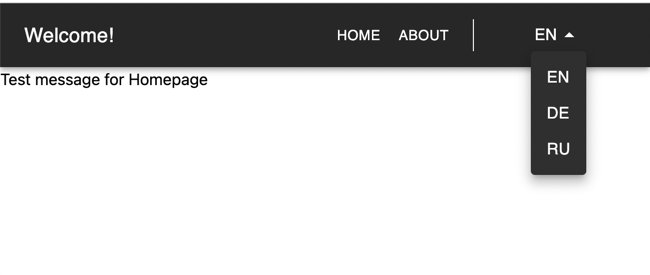 Welcome!
HOME ABOUT EN
Test message for Homepage
EN
DE
RU